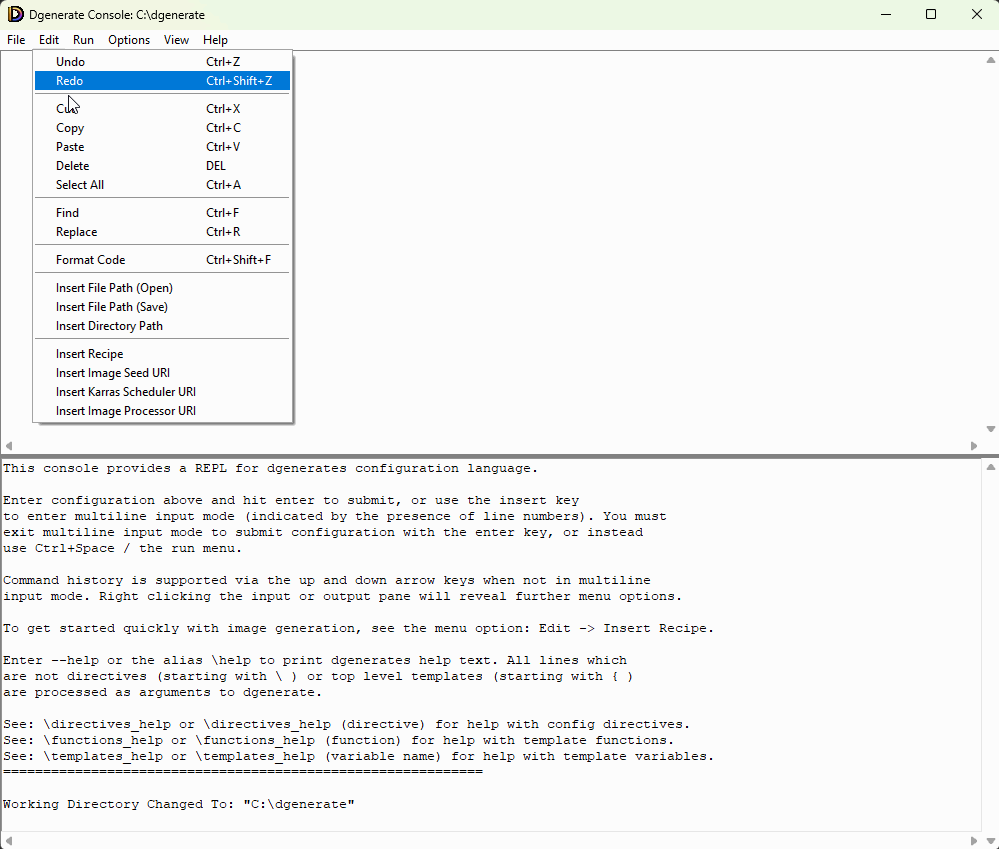 Dgenerate Console: C:\dgenerate
File Edit Run Options View Help
Undo Ctrl+Z
Redo Ctrl+Shift+Z
Cut Ctrl+X
Copy Ctrl+C
Paste Ctrl+V
Delete DEL
Select All Ctrl+A
Find Ctrl+F
Replace Ctrl+R
Format Code Ctrl+Shift+F
Insert File Path (Open)
Insert File Path (Save)
Insert Directory Path
Insert Recipe
Insert Image Seed URI
Insert Karras Scheduler URI
Insert Image Processor URI
This console provides a REPL for dgenerates configuration language.
Enter configuration above and hit enter to submit, or use the insert key
to enter multiline input mode (indicated by the presence of line numbers). You must
exit multiline input mode to submit configuration with the enter key, or instead
use Ctrl+Space / the run menu.
Command history is supported via the up and down arrow keys when not in multiline
input mode. Right clicking the input or output pane will reveal further menu options.
To get started quickly with image generation, see the menu option: Edit -> Insert Recipe.
Enter --help or the alias \help to print dgenerates help text. All lines which
are not directives (starting with \ ) or top level templates (starting with { )
are processed as arguments to dgenerate.
See: \directives_help or \directives_help (directive) for help with config directives.
See: \functions_help or \functions_help (function) for help with template functions.
See: \templates_help or \templates_help (variable name) for help with template variables.
============================================================
Working Directory Changed To: "C:\dgenerate"